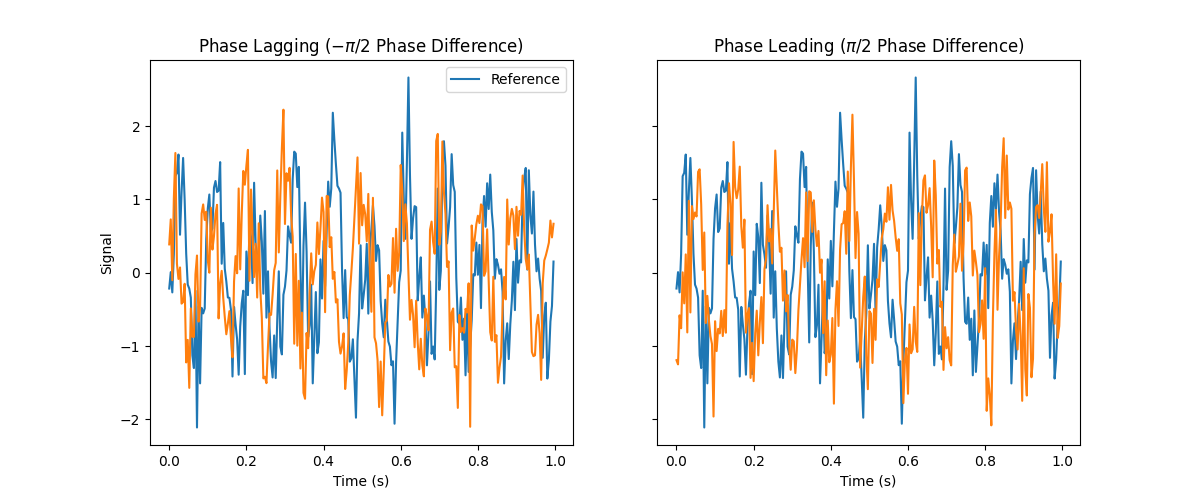 Phase Lagging (−π/2 Phase Difference)
Phase Leading (π/2 Phase Difference)
Reference
Signal
2
1
0
−1
−2
0.0 0.2 0.4 0.6 0.8 1.0
0.0 0.2 0.4 0.6 0.8 1.0
Time (s)
Time (s)